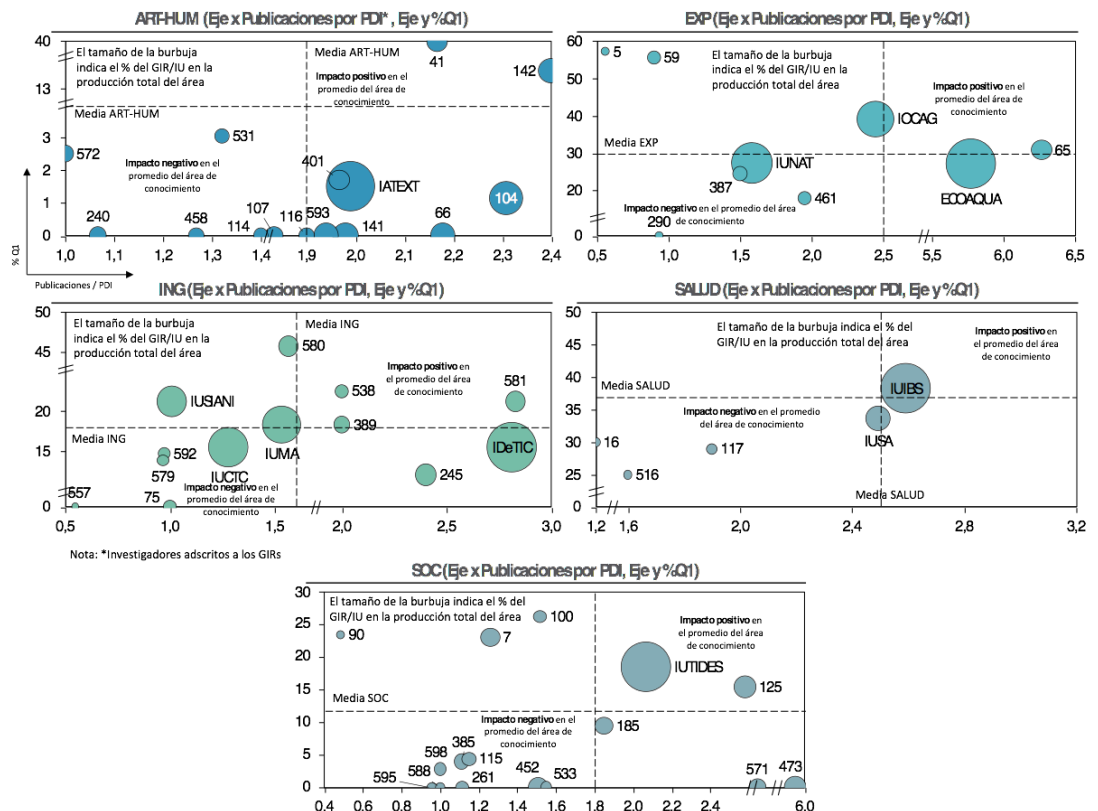 ART-HUM (Eje x Publicaciones por PDI* , Eje y %Q1)
40
13
3
2
1
0
El tamaño de la burbuja
indica el % del GIR/IU en la
producción total del área
Media ART-HUM
Impacto positivo en el
promedio del área de
conocimiento
41
142
Media ART-HUM
572
531
Impacto negativo en el
promedio del área de
conocimiento
401
IATEXT
104
240
458
114
107
116
593
141
66
1,0
1,1
1,2
1,3
1,4
1,9
2,0
2,1
2,2
2,3
2,4
% Q1
Publicaciones / PDI
EXP (Eje x Publicaciones por PDI, Eje y %Q1)
60
50
40
30
20
0
5
59
El tamaño de la burbuja
indica el % del GIR/IU en la
producción total del área
Impacto positivo en el
promedio del área de
conocimiento
IOCAG
Media EXP
65
IUNAT
387
461
ECOAQUA
Impacto negativo en el promedio del área
de conocimiento
290
0,5
1,0
1,5
2,0
2,5
5,5
6,0
6,5
ING (Eje x Publicaciones por PDI, Eje y %Q1)
50
45
20
15
0
El tamaño de la burbuja
indica el % del GIR/IU en la
producción total del área
Media ING
580
Impacto positivo en el
promedio del área de
conocimiento
538
581
IUSIANI
389
Media ING
IUMA
592
579
IUCTC
IDeTIC
245
557
75
Impacto negativo en el
promedio del área de
conocimiento
0,5
1,0
1,5
2,0
2,5
3,0
Nota: *Investigadores adscritos a los GIRs
SALUD (Eje x Publicaciones por PDI, Eje y %Q1)
50
45
40
35
30
25
0
El tamaño de la burbuja indica el % del
GIR/IU en la producción total del área
Impacto positivo en
el promedio del área
de conocimiento
Media SALUD
IUIBS
Impacto negativo en el promedio
del área de conocimiento
IUSA
16
117
516
Media SALUD
1,2
1,6
2,0
2,4
2,8
3,2
SOC (Eje x Publicaciones por PDI, Eje y %Q1)
30
25
20
15
10
5
0
El tamaño de la burbuja indica el % del
GIR/IU en la producción total del área
90
7
100
Impacto positivo en
el promedio del área
de conocimiento
IUTIDES
125
Media SOC
185
Impacto negativo en el
promedio del área de
conocimiento
385
598
115
595
588
261
452
533
571
473
0.4
0.6
0.8
1.0
1.2
1.4
1.6
1.8
2.0
2.4
6.0